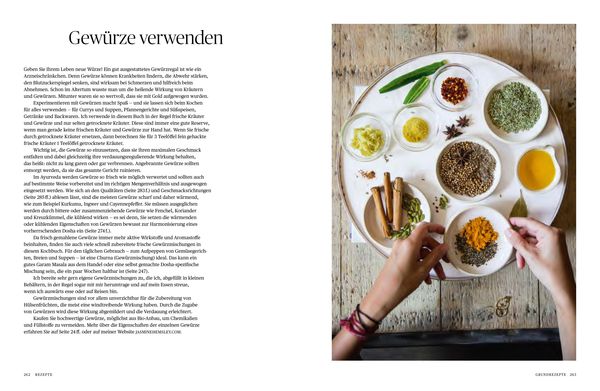 Gewürze verwenden
Geben Sie Ihrem Leben neue Würze! Ein gut ausgestattetes Gewürzregal ist wie ein
Arzneischränkchen. Denn Gewürze können Krankheiten lindern, die Abwehr stärken,
den Blutzuckerspiegel senken, sind wirksam bei Schmerzen und hilfreich beim
Abnehmen. Schon im Altertum wusste man um die heilende Wirkung von Kräutern
und Gewürzen. Mitunter waren sie so wertvoll, dass sie mit Gold aufgewogen wurden.
Experimentieren mit Gewürzen macht Spaß – und sie lassen sich beim Kochen
für alles verwenden – für Currys und Suppen, Pfannengerichte und Süßspeisen,
Getränke und Backwaren. Ich verwende in diesem Buch in der Regel frische Kräuter
und Gewürze und nur selten getrocknete Kräuter. Diese sind immer eine gute Reserve,
wenn man gerade keine frischen Kräuter und Gewürze zur Hand hat. Wenn Sie frische
durch getrocknete Kräuter ersetzen, dann berechnen Sie für 3 Teelöffel fein gehackte
frische Kräuter 1 Teelöffel getrocknete Kräuter.
Wichtig ist, die Gewürze so einzusetzen, dass sie ihren maximalen Geschmack
entfalten und dabei gleichzeitig ihre verdauungsregulierende Wirkung behalten,
das heißt: nicht zu lang garen oder gar verbrennen. Angebrannte Gewürze sollten
entsorgt werden, da sie das gesamte Gericht ruinieren.
Im Ayurveda werden Gewürze so frisch wie möglich verwertet und sollten auch
auf bestimmte Weise vorbereitet und im richtigen Mengenverhältnis und ausgewogen
eingesetzt werden. Wie sich an den Qualitäten (Seite 283 f.) und Geschmacksrichtungen
(Seite 285 ff.) ablesen lässt, sind die meisten Gewürze scharf und daher wärmend,
wie zum Beispiel Kurkuma, Ingwer und Cayennepfeffer. Sie müssen ausgeglichen
werden durch bittere oder zusammenziehende Gewürze wie Fenchel, Koriander
und Kreuzkümmel, die kühlend wirken – es sei denn, Sie setzen die wärmenden
oder kühlenden Eigenschaften von Gewürzen bewusst zur Harmonisierung eines
vorherrschenden Dosha ein (Seite 274 f.).
Da frisch gemahlene Gewürze immer mehr aktive Wirkstoffe und Aromastoffe
beinhalten, finden Sie auch viele schnell zubereitete frische Gewürzmischungen in
diesem Kochbuch. Für den täglichen Gebrauch – zum Aufpeppen von Gemüsegerich-
ten, Breien und Suppen – ist eine Churna (Gewürzmischung) ideal. Das kann ein
gutes Garam Masala aus dem Handel oder eine selbst gemachte Dosha-spezifische
Mischung sein, die ein paar Wochen haltbar ist (Seite 247).
Ich bereite sehr gern eigene Gewürzmischungen zu, die ich, abgefüllt in kleinen
Behältern, in der Regel sogar mit mir herumtrage und auf mein Essen streue,
wenn ich auswärts esse oder auf Reisen bin.
Gewürzmischungen sind vor allem unverzichtbar für die Zubereitung von
Hülsenfrüchten, die meist eine windtreibende Wirkung haben. Durch die Zugabe
von Gewürzen wird diese Wirkung abgemildert und die Verdauung erleichtert.
Kaufen Sie hochwertige Gewürze, möglichst aus Bio-Anbau, um Chemikalien
und Füllstoffe zu vermeiden. Mehr über die Eigenschaften der einzelnen Gewürze
erfahren Sie auf Seite 24 ff. oder auf meiner Website JASMINEHEMSLEY.COM.
262 REZEPTE
GRUNDREZEPTE 263